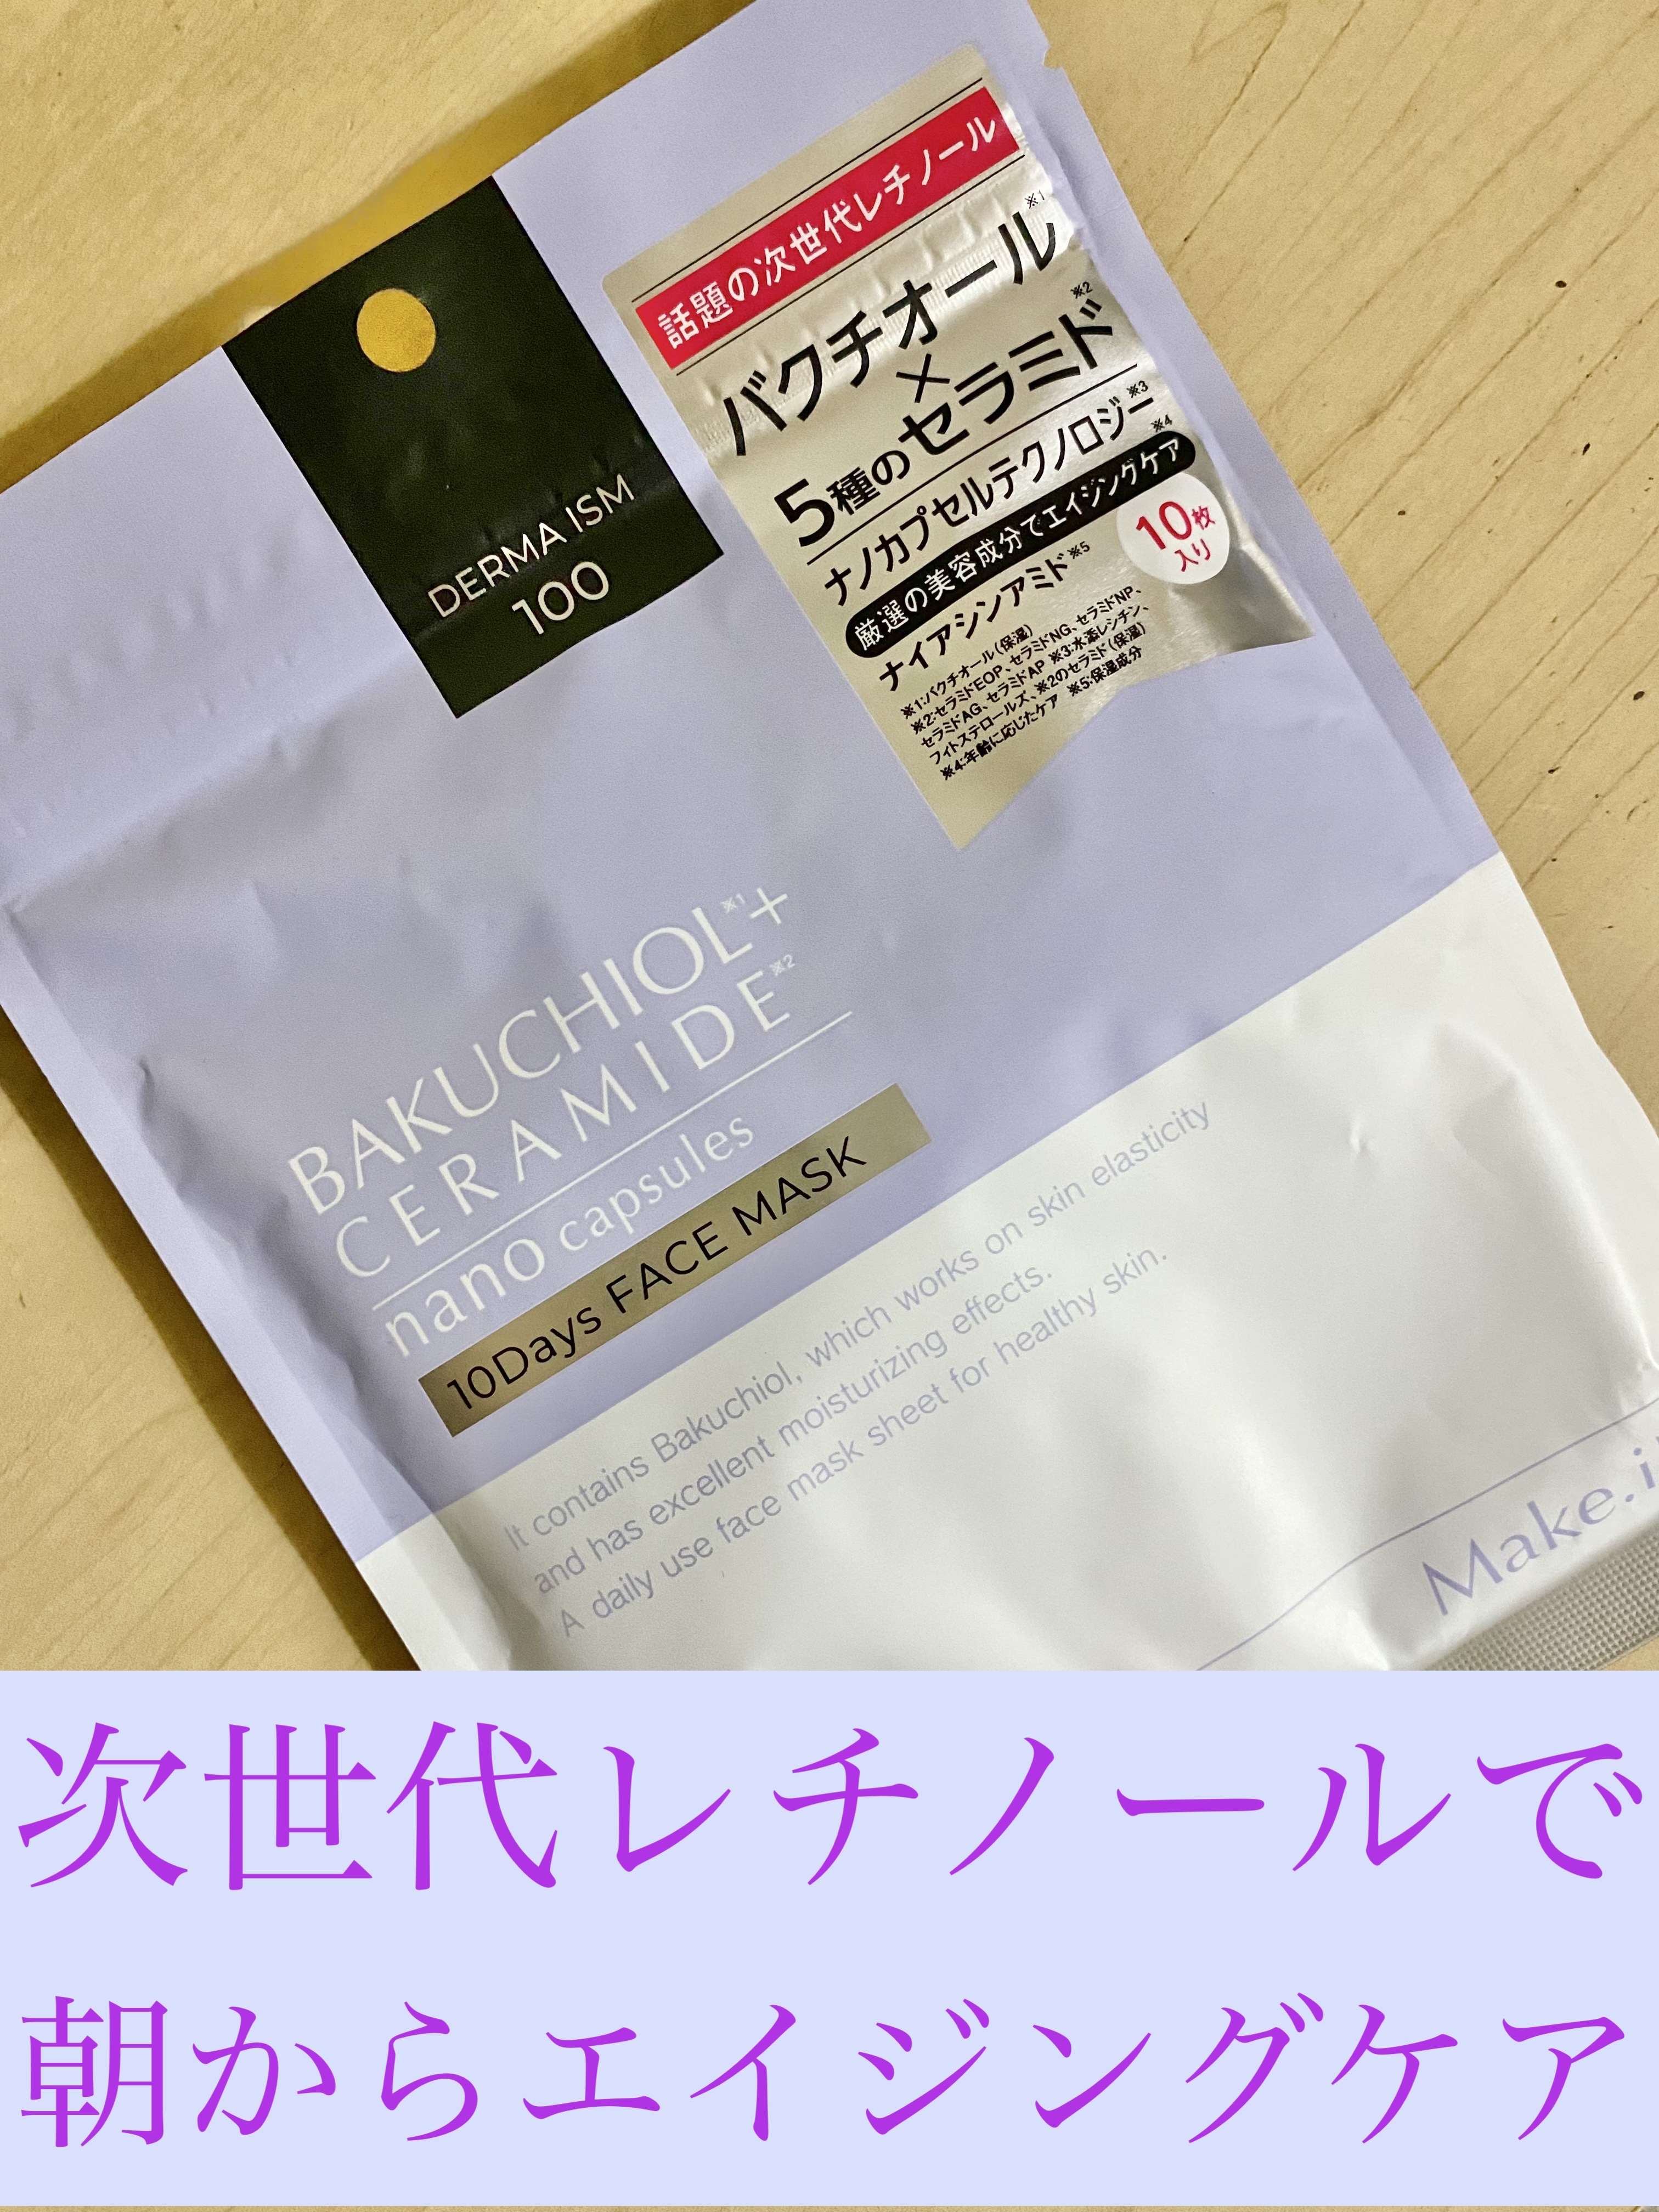 話題の次世代レチノール
バクチオール※1
×
5種のセラミド※2
ナノカプセルテクノロジー※3
厳選の美容成分でエイジングケア※4
ナイアシンアミド※5
10枚
入り
※1:バクチオール(保湿)
※2:セラミドEOP、セラミドNG、セラミドNP、
セラミドAG、セラミドAP ※3:水添レシチン、
フィトステロールズ、※2のセラミド(保湿)
※4:年齢に応じたケア ※5:保湿成分
DERMA ISM
100
BAKUCHIOL※1+
CERAMIDE※2
nano capsules
10Days FACE MASK
It contains Bakuchiol, which works on skin elasticity
and has excellent moisturizing effects.
A daily use face mask sheet for healthy skin.
Make.i
次世代レチノールで
朝からエイジングケア